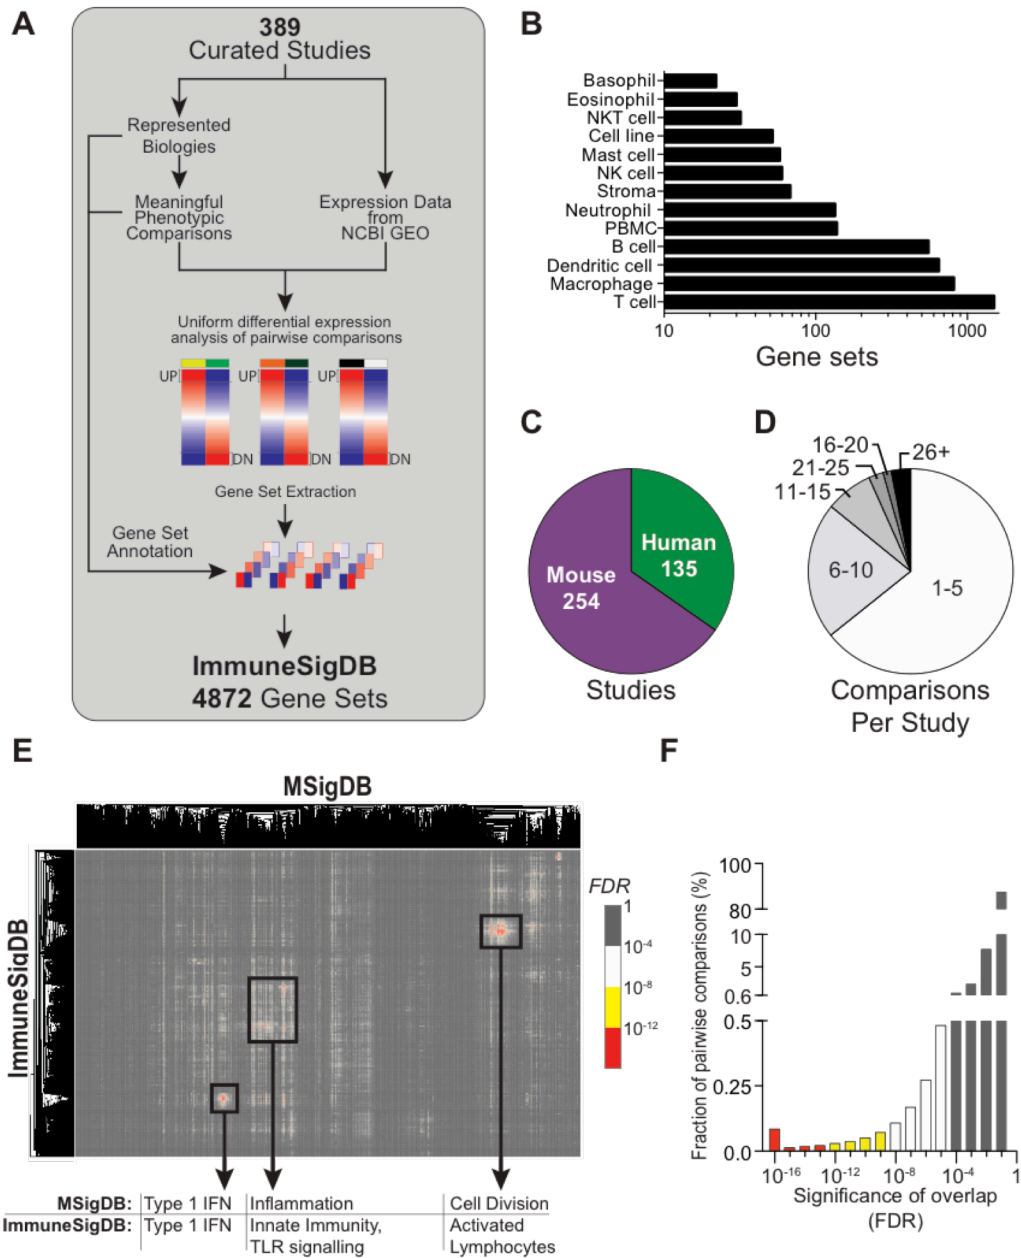 A
389
Curated Studies
Represented
Biologies
Meaningful
Phenotypic
Comparisons
Expression Data
from
NCBI GEO
Uniform differential expression
analysis of pairwise comparisons
UP UP UP
DN DN DN
Gene Set Extraction
Gene Set
Annotation
ImmuneSigDB
4872 Gene Sets
B
Basophil
Eosinophil
NKT cell
Cell line
Mast cell
NK cell
Stroma
Neutrophil
PBMC
B cell
Dendritic cell
Macrophage
T cell
10 100 1000
Gene sets
C
Human
135
Mouse
254
Studies
D
16-20
26+
21-25
11-15
6-10
1-5
Comparisons
Per Study
E
MSigDB
ImmuneSigDB
FDR
1
10-4
10-8
10-12
MSigDB: Type 1 IFN Inflammation Cell Division
ImmuneSigDB: Type 1 IFN Innate Immunity, Activated
TLR signalling Lymphocytes
F
Fraction of pairwise comparisons (%)
100
80
10
5
0.6
0.5
0.25
0.0
10-16 10-12 10-8 10-4 1
Significance of overlap
(FDR)